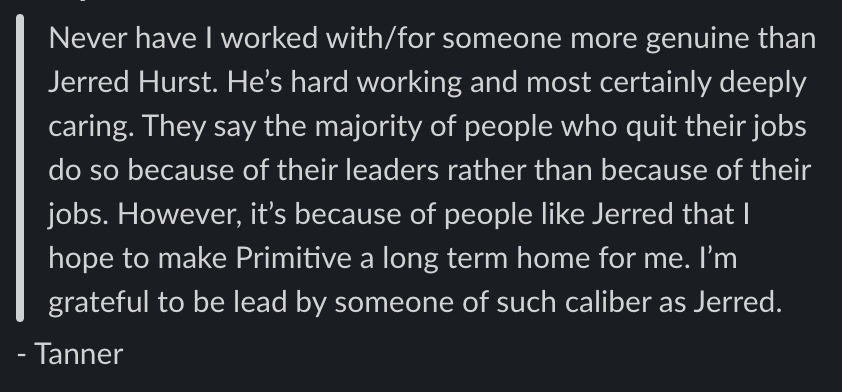 Never have I worked with/for someone more genuine than
Jerred Hurst. He’s hard working and most certainly deeply
caring. They say the majority of people who quit their jobs
do so because of their leaders rather than because of their
jobs. However, it’s because of people like Jerred that I
hope to make Primitive a long term home for me. I’m
grateful to be lead by someone of such caliber as Jerred.
- Tanner